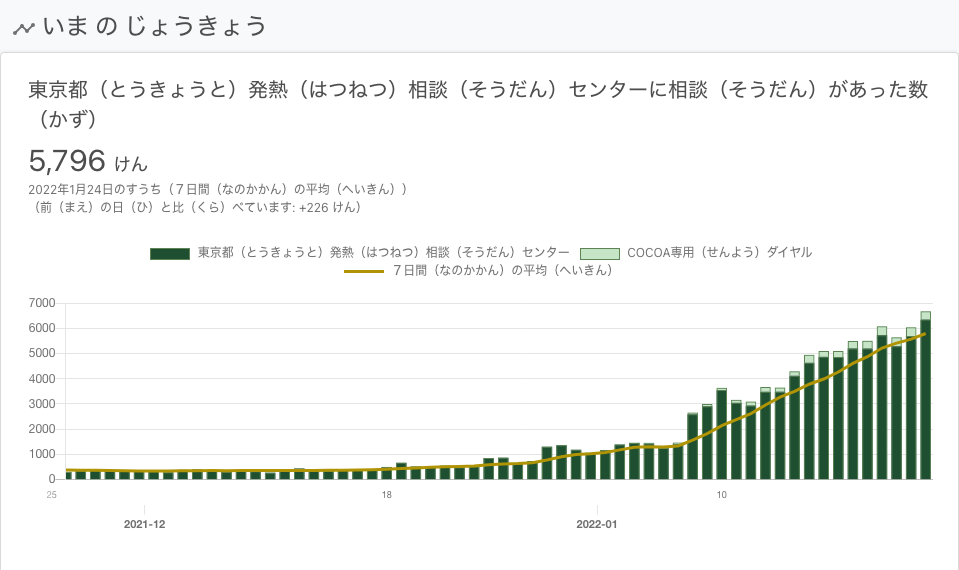 いま の じょうきょう
東京都（とうきょうと）発熱（はつねつ）相談（そうだん）センターに相談（そうだん）があった数
（かず）
5,796 けん
2022年1月24日のすうち（７日間（なのかかん）の平均（へいきん））
（前（まえ）の日（ひ）と比（くら）べています: +226 けん）
東京都（とうきょうと）発熱（はつねつ）相談（そうだん）センター COCOA専用（せんよう）ダイヤル
７日間（なのかかん）の平均（へいきん）
7000
6000
5000
4000
3000
2000
1000
0
25 18 10
2021-12 2022-01